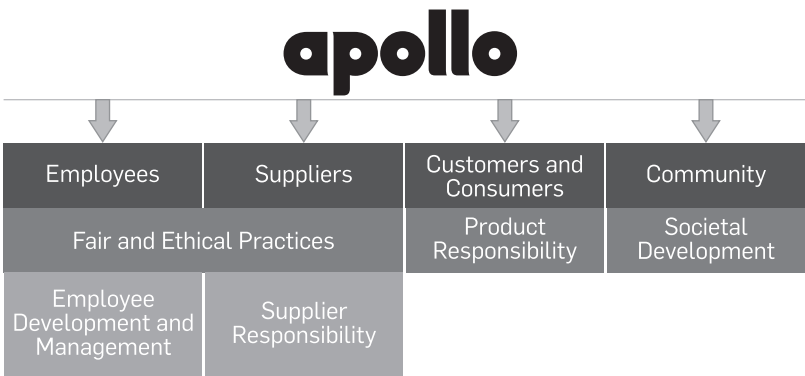 apollo
Employees
Suppliers
Customers and
Consumers
Community
Fair and Ethical Practices
Product
Responsibility
Societal
Development
Employee
Development and
Management
Supplier
Responsibility